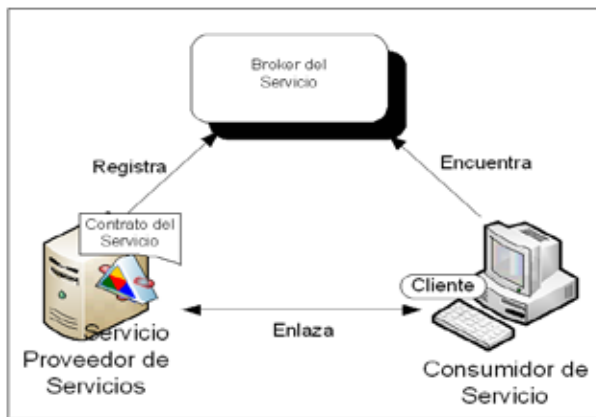 Broker del
Servicio
Registra
Encuentra
Contrato del
Servicio
Cliente
Servicio
Enlaza
Proveedor de
Servicios
Consumidor de
Servicio